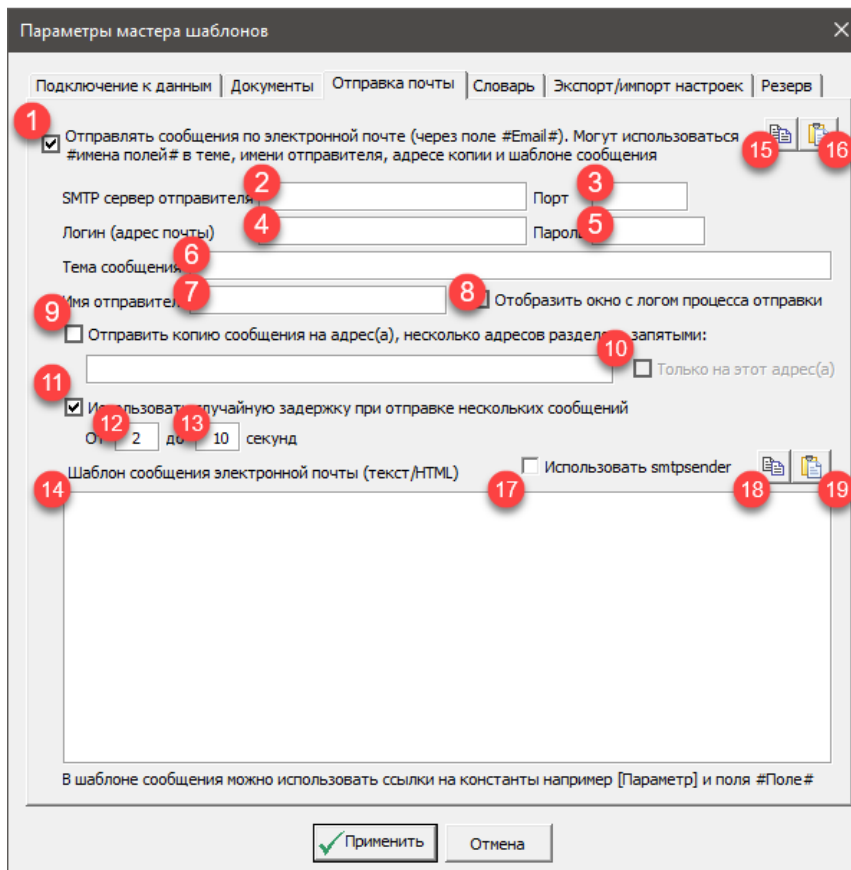 Параметры мастера шаблонов
Подключение к данным Документы Отправка почты Словарь Экспорт/импорт настроек Резерв
1
Отправлять сообщения по электронной почте (через поле #Email#). Могут использоваться
#имена полей# в теме, имени отправителя, адресе копии и шаблоне сообщения
15 16
SMTP сервер отправителя 2 Порт 3
Логин (адрес почты) 4 Пароль 5
Тема сообщения 6
Имя отправител 7 8 Отобразить окно с логом процесса отправки
9 Отправить копию сообщения на адрес(а), несколько адресов раздел запятыми:
10 Только на этот адрес(а)
11 Использовать случайную задержку при отправке нескольких сообщений
От 12 2 до 13 10 секунд
14 Шаблон сообщения электронной почты (текст/HTML) 17 Использовать smtpsender 18 19
В шаблоне сообщения можно использовать ссылки на константы например [Параметр] и поля #Поле#
Применить Отмена